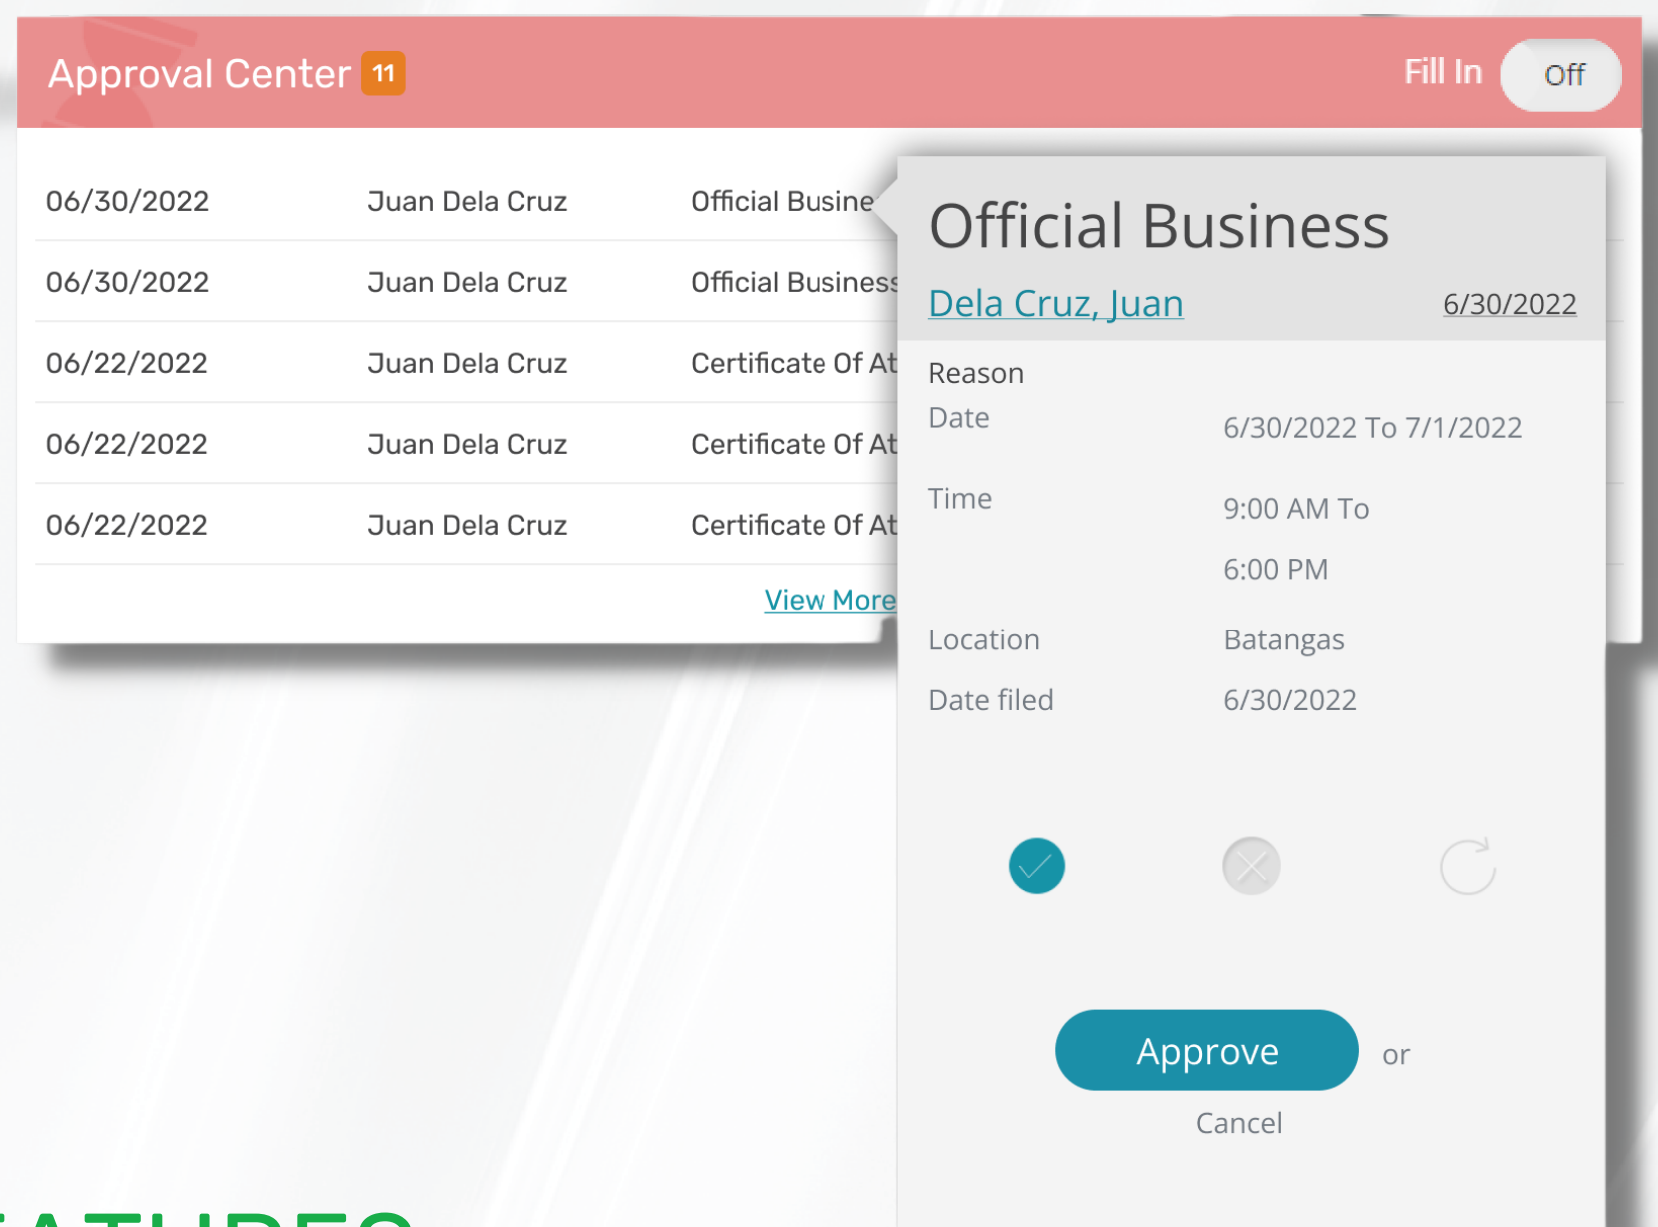 Approval Center 11
Fill In Off
06/30/2022 Juan Dela Cruz Official
06/30/2022 Juan Dela Cruz Official Business
06/22/2022 Juan Dela Cruz Certificate Of
06/22/2022 Juan Dela Cruz Certificate Of
06/22/2022 Juan Dela Cruz Certificate Of
View More
Official Business
Dela Cruz, Juan 6/30/2022
Reason
Date 6/30/2022 To 7/1/2022
Time 9:00 AM To
6:00 PM
Location Batangas
Date filed 6/30/2022
Approve or
Cancel